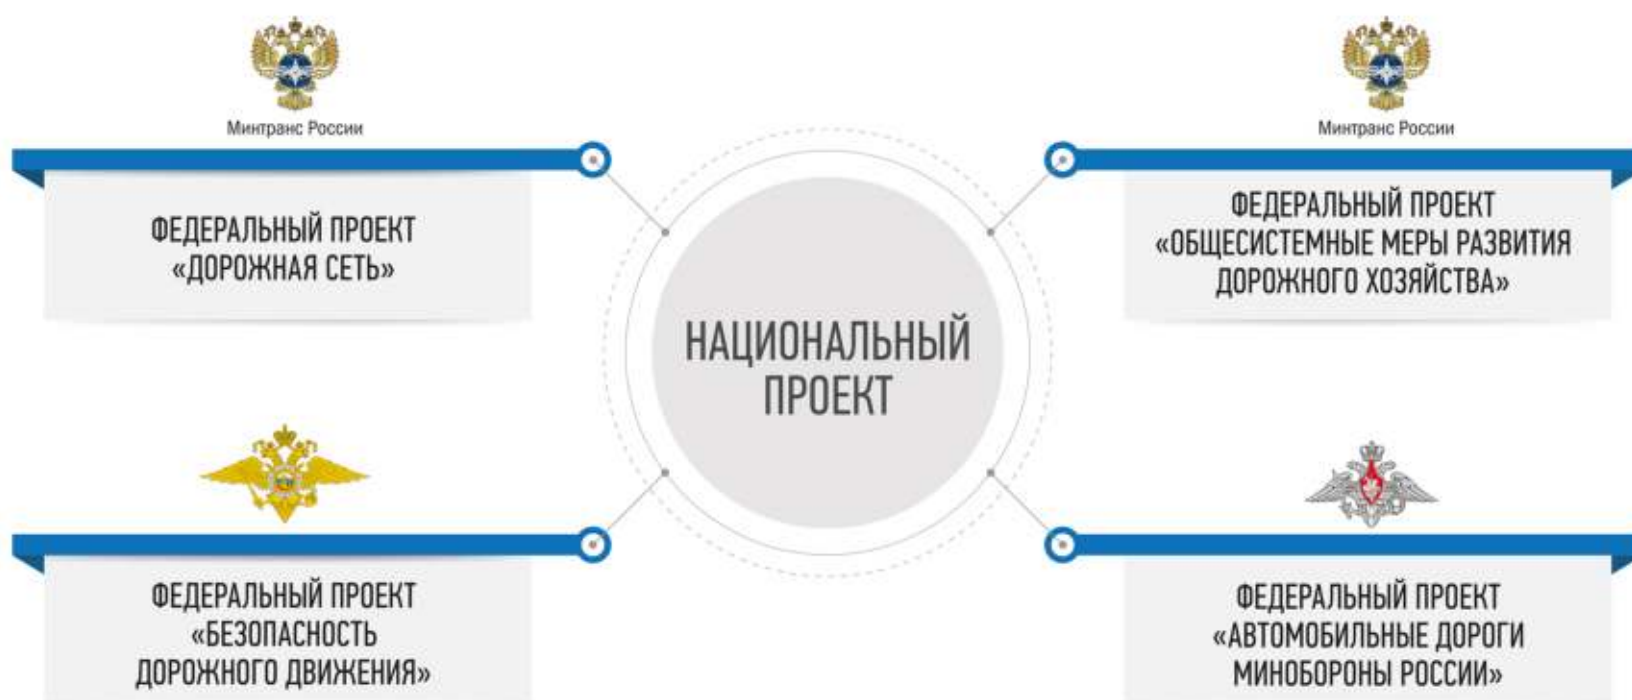 Минтранс России
ФЕДЕРАЛЬНЫЙ ПРОЕКТ
«ДОРОЖНАЯ СЕТЬ»
Минтранс России
ФЕДЕРАЛЬНЫЙ ПРОЕКТ
«ОБЩЕСИСТЕМНЫЕ МЕРЫ РАЗВИТИЯ
ДОРОЖНОГО ХОЗЯЙСТВА»
НАЦИОНАЛЬНЫЙ
ПРОЕКТ
ФЕДЕРАЛЬНЫЙ ПРОЕКТ
«БЕЗОПАСНОСТЬ
ДОРОЖНОГО ДВИЖЕНИЯ»
ФЕДЕРАЛЬНЫЙ ПРОЕКТ
«АВТОМОБИЛЬНЫЕ ДОРОГИ
МИНОБОРОНЫ РОССИИ»